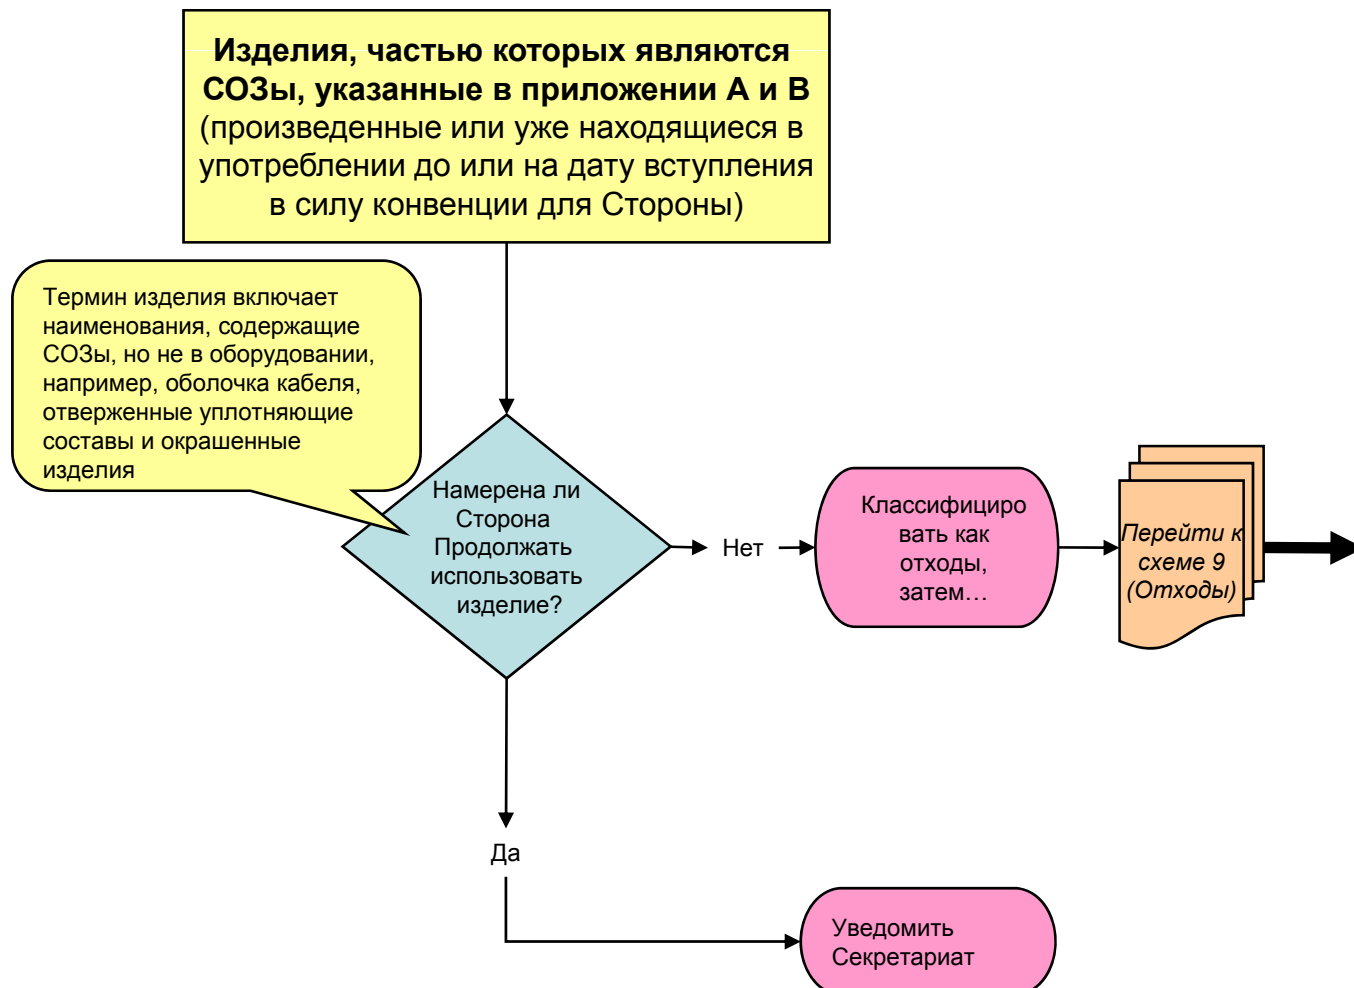 Изделия, частью которых являются
СОЗы, указанные в приложении А и В
(произведенные или уже находящиеся в
употреблении до или на дату вступления
в силу конвенции для Стороны)
Термин изделия включает
наименования, содержащие
СОЗы, но не в оборудовании,
например, оболочка кабеля,
отверженные уплотняющие
составы и окрашенные
изделия
Намерена ли
Сторона
Продолжать
использовать
изделие?
Нет
Классифициро
вать как
отходы,
затем…
Перейти к
схеме 9
(Отходы)
Да
Уведомить
Секретариат